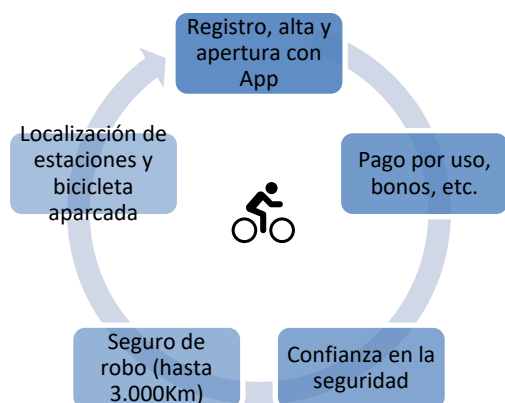 Registro, alta y
apertura con
App
Pago por uso,
bonos, etc.
Confianza en la
seguridad
Seguro de
robo (hasta
3.000Km)
Localización de
estaciones y
bicicleta
aparcada